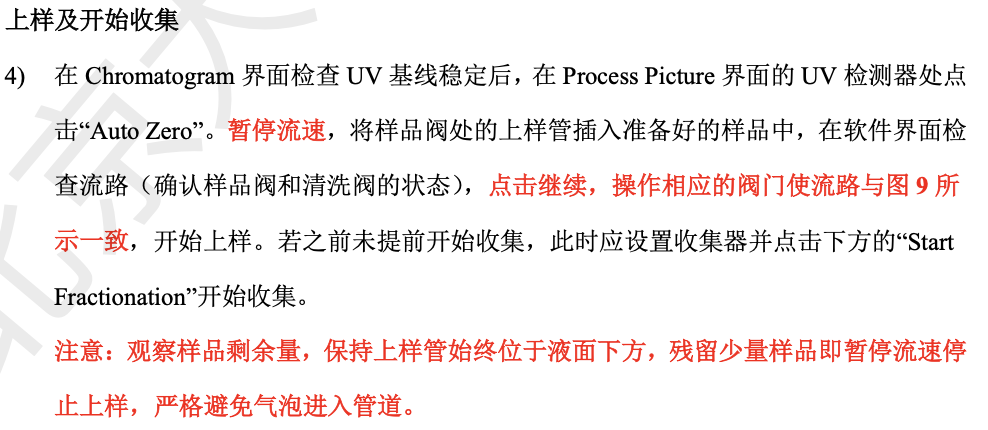 上样及开始收集
4) 在 Chromatogram 界面检查 UV 基线稳定后，在 Process Picture 界面的 UV 检测器处点
击“Auto Zero”。暂停流速，将样品阀处的上样管插入准备好的样品中，在软件界面检
查流路（确认样品阀和清洗阀的状态），点击继续，操作相应的阀门使流路与图 9 所
示一致，开始上样。若之前未提前开始收集，此时应设置收集器并点击下方的“Start
Fractionation”开始收集。
注意：观察样品剩余量，保持上样管始终位于液面下方，残留少量样品即暂停流速停
止上样，严格避免气泡进入管道。